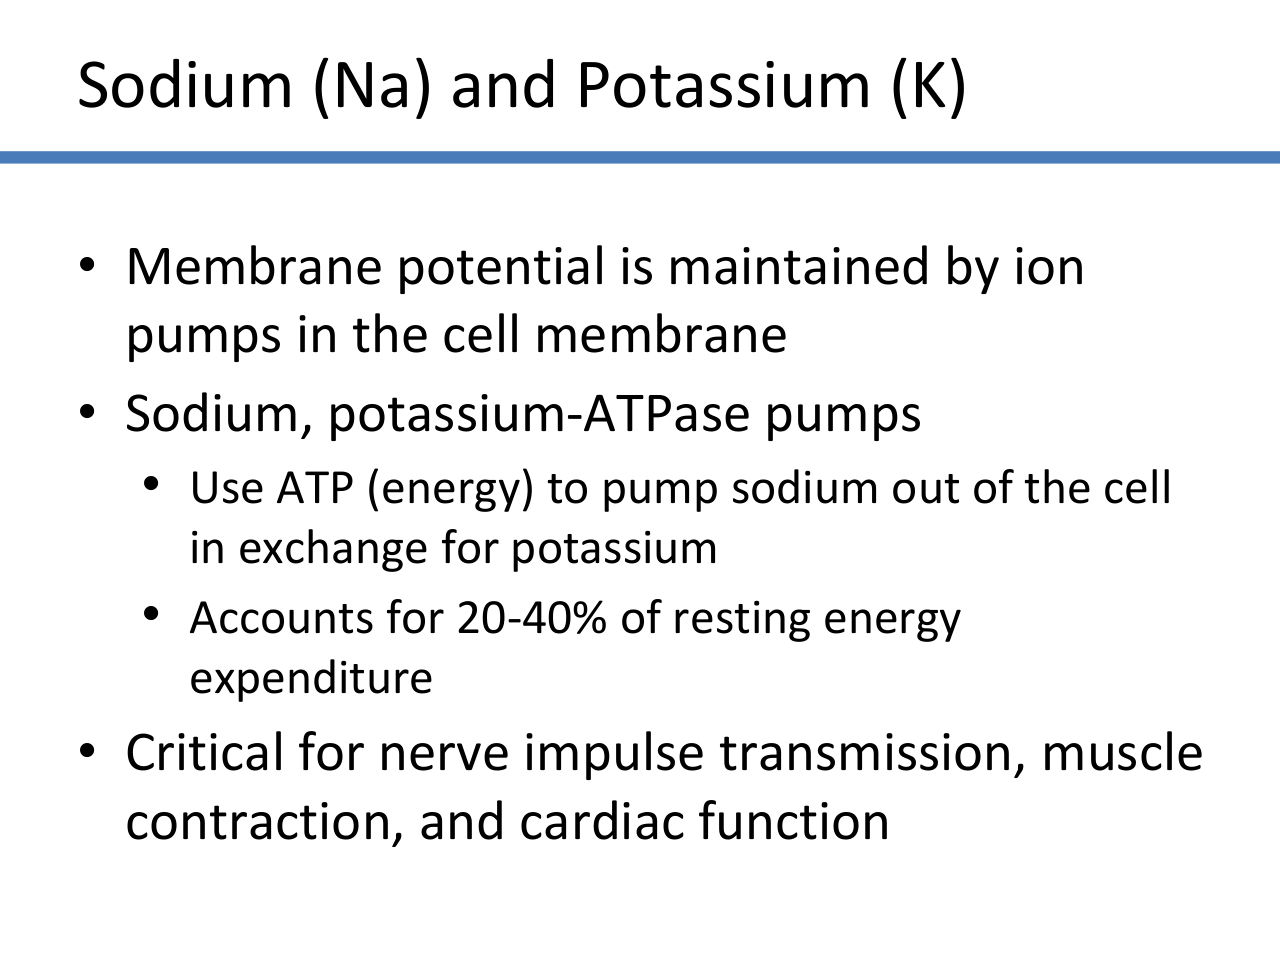 Sodium (Na) and Potassium (K)
• Membrane potential is maintained by ion
pumps in the cell membrane
• Sodium, potassium-ATPase pumps
• Use ATP (energy) to pump sodium out of the cell
in exchange for potassium
• Accounts for 20-40% of resting energy
expenditure
• Critical for nerve impulse transmission, muscle
contraction, and cardiac function